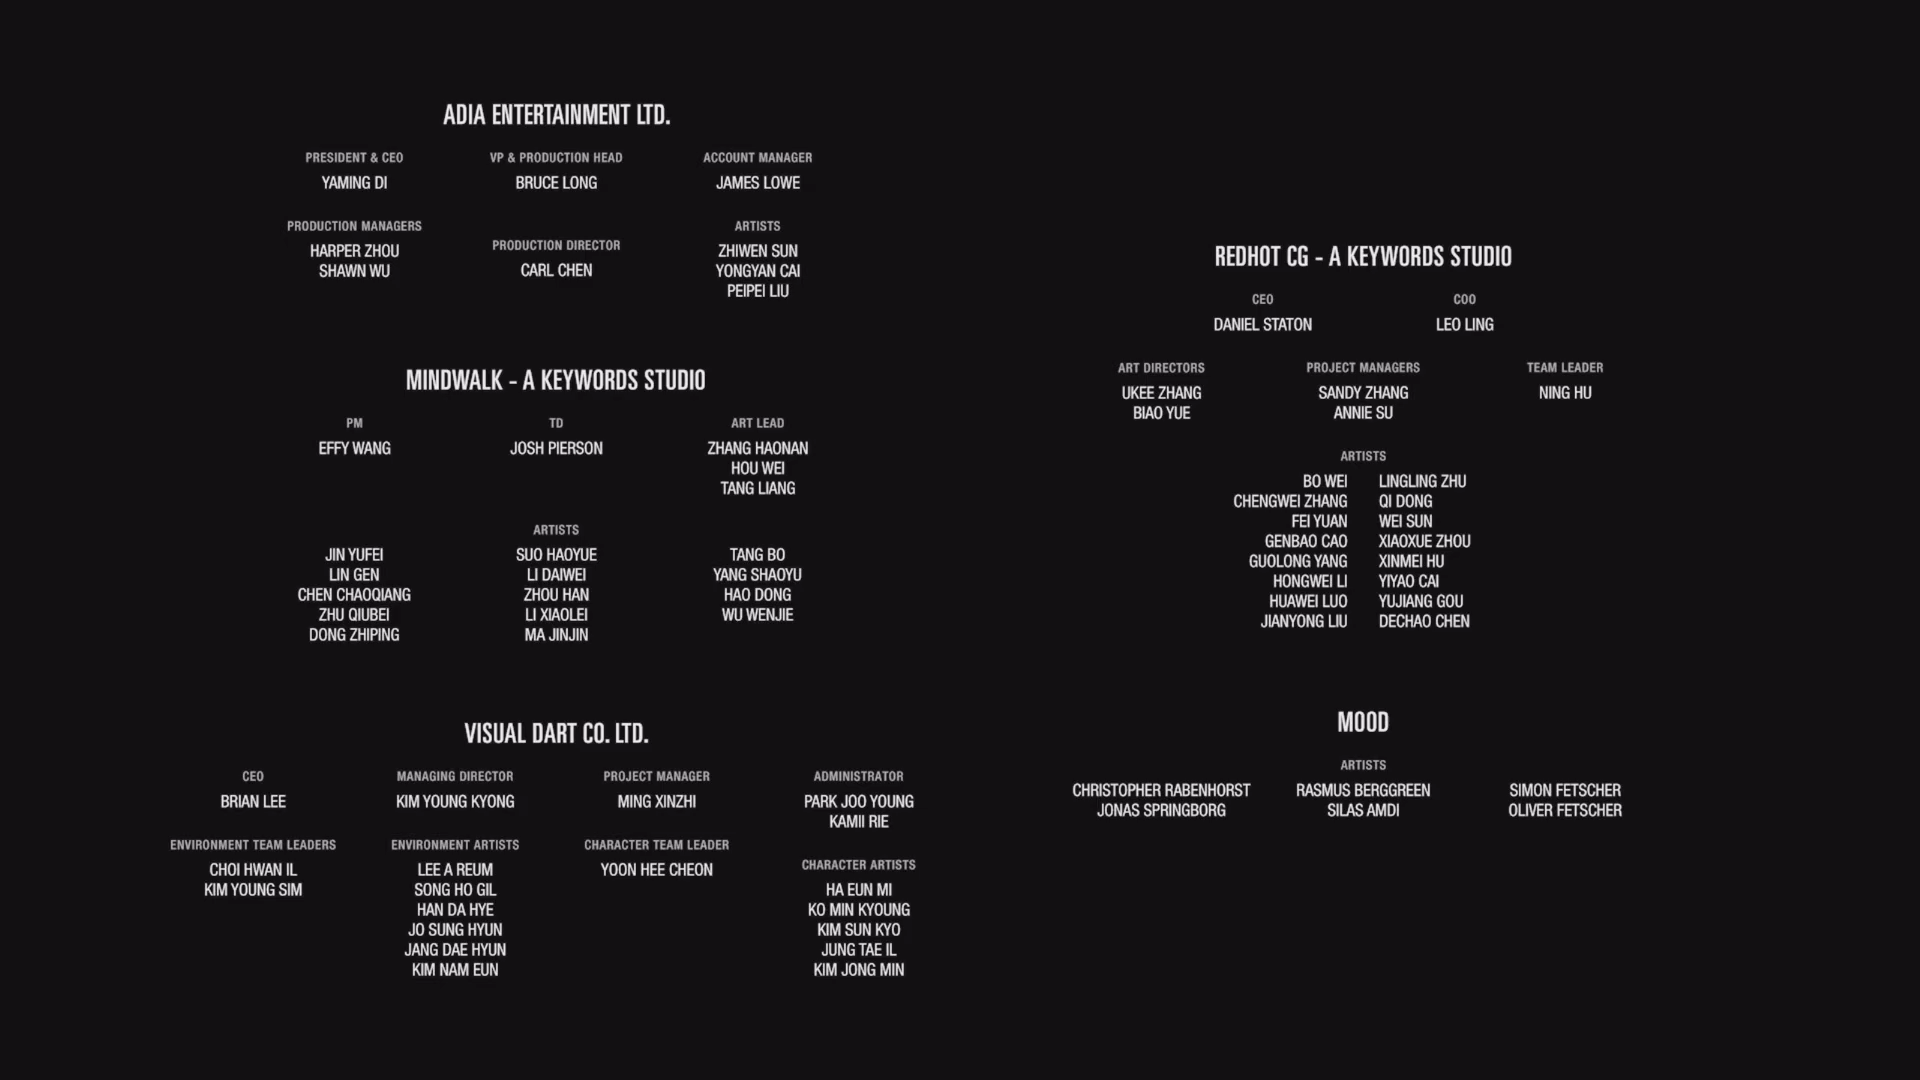 ADIA ENTERTAINMENT LTD.
PRESIDENT & CEO
YAMING DI
VP & PRODUCTION HEAD
BRUCE LONG
ACCOUNT MANAGER
JAMES LOWE
PRODUCTION MANAGERS
HARPER ZHOU
SHAWN WU
PRODUCTION DIRECTOR
CARL CHEN
ARTISTS
ZHIWEN SUN
YONGYAN CAI
PEIPEI LIU
MINDWALK - A KEYWORDS STUDIO
PM
EFFY WANG
TD
JOSH PIERSON
ART LEAD
ZHANG HAONAN
HOU WEI
TANG LIANG
ARTISTS
JIN YUFEI
LIN GEN
CHEN CHAOQIANG
ZHU QIUBEI
DONG ZHIPING
SUO HAOYUE
LI DAIWEI
ZHOU HAN
LI XIAOLEI
MA JINJIN
TANG BO
YANG SHAOYU
HAO DONG
WU WENJIE
VISUAL DART CO. LTD.
CEO
BRIAN LEE
MANAGING DIRECTOR
KIM YOUNG KYONG
PROJECT MANAGER
MING XINZHI
ADMINISTRATOR
PARK JOO YOUNG
KAMII RIE
ENVIRONMENT TEAM LEADERS
CHOI HWAN IL
KIM YOUNG SIM
ENVIRONMENT ARTISTS
LEE A REUM
SONG HO GIL
HAN DA HYE
JO SUNG HYUN
JANG DAE HYUN
KIM NAM EUN
CHARACTER TEAM LEADER
YOON HEE CHEON
CHARACTER ARTISTS
HA EUN MI
KO MIN KYOUNG
KIM SUN KYO
JUNG TAE IL
KIM JONG MIN
REDHOT CG - A KEYWORDS STUDIO
CEO
DANIEL STATON
COO
LEO LING
ART DIRECTORS
UKEE ZHANG
BIAO YUE
PROJECT MANAGERS
SANDY ZHANG
ANNIE SU
TEAM LEADER
NING HU
ARTISTS
BO WEI
CHENGWEI ZHANG
FEI YUAN
GENBAO CAO
GUOLONG YANG
HONGWEI LI
HUAWEI LUO
JIANYONG LIU
LINGLING ZHU
QI DONG
WEI SUN
XIAOXUE ZHOU
XINMEI HU
YIYAO CAI
YUJIANG GOU
DECHAO CHEN
MOOD
ARTISTS
CHRISTOPHER RABENHORST
JONAS SPRINGBORG
RASMUS BERGGREEN
SILAS AMDI
SIMON FETSCHER
OLIVER FETSCHER